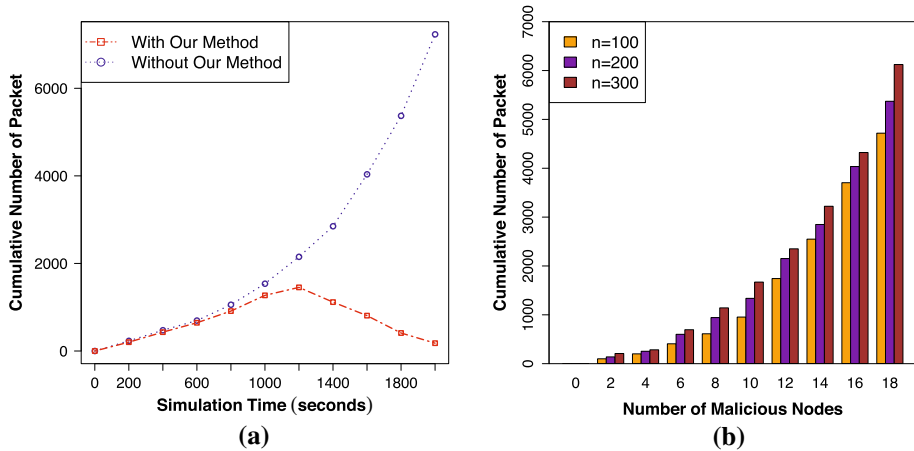 With Our Method
Without Our Method
Cumulative Number of Packet
6000
4000
2000
0
0 200 600 1000 1400 1800
Simulation Time (seconds)
(a)
n=100
n=200
n=300
Cumulative Number of Packet
7000
6000
5000
4000
3000
2000
1000
0
0 2 4 6 8 10 12 14 16 18
Number of Malicious Nodes
(b)